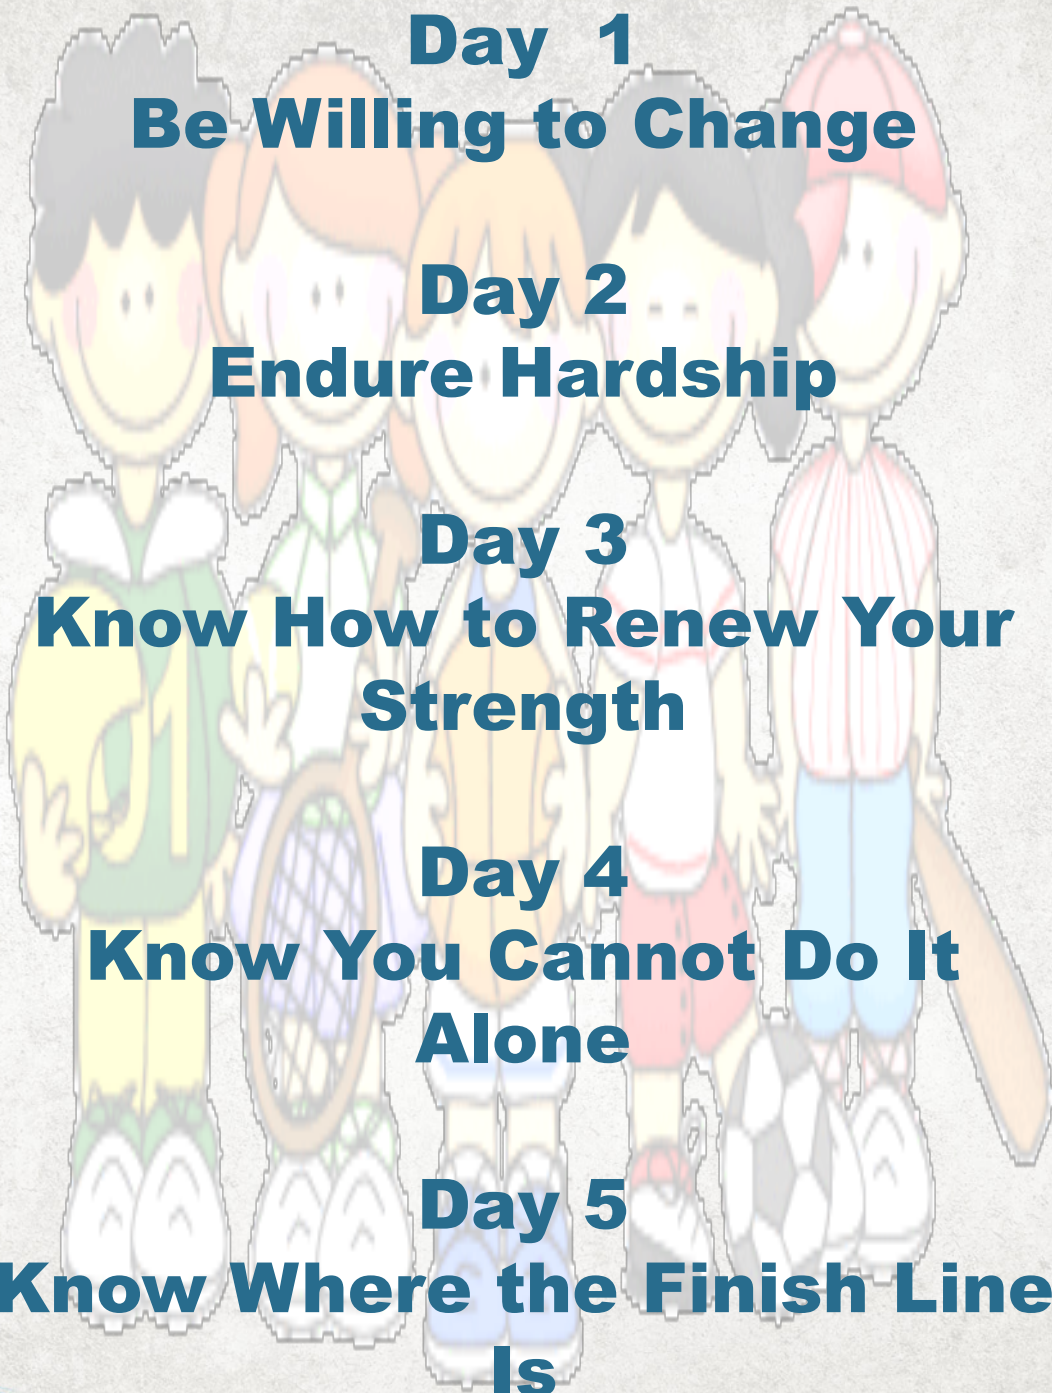 Day 1
Be Willing to Change
Day 2
Endure Hardship
Day 3
Know How to Renew Your
Strength
Day 4
Know You Cannot Do It
Alone
Day 5
Know Where the Finish Line
Is